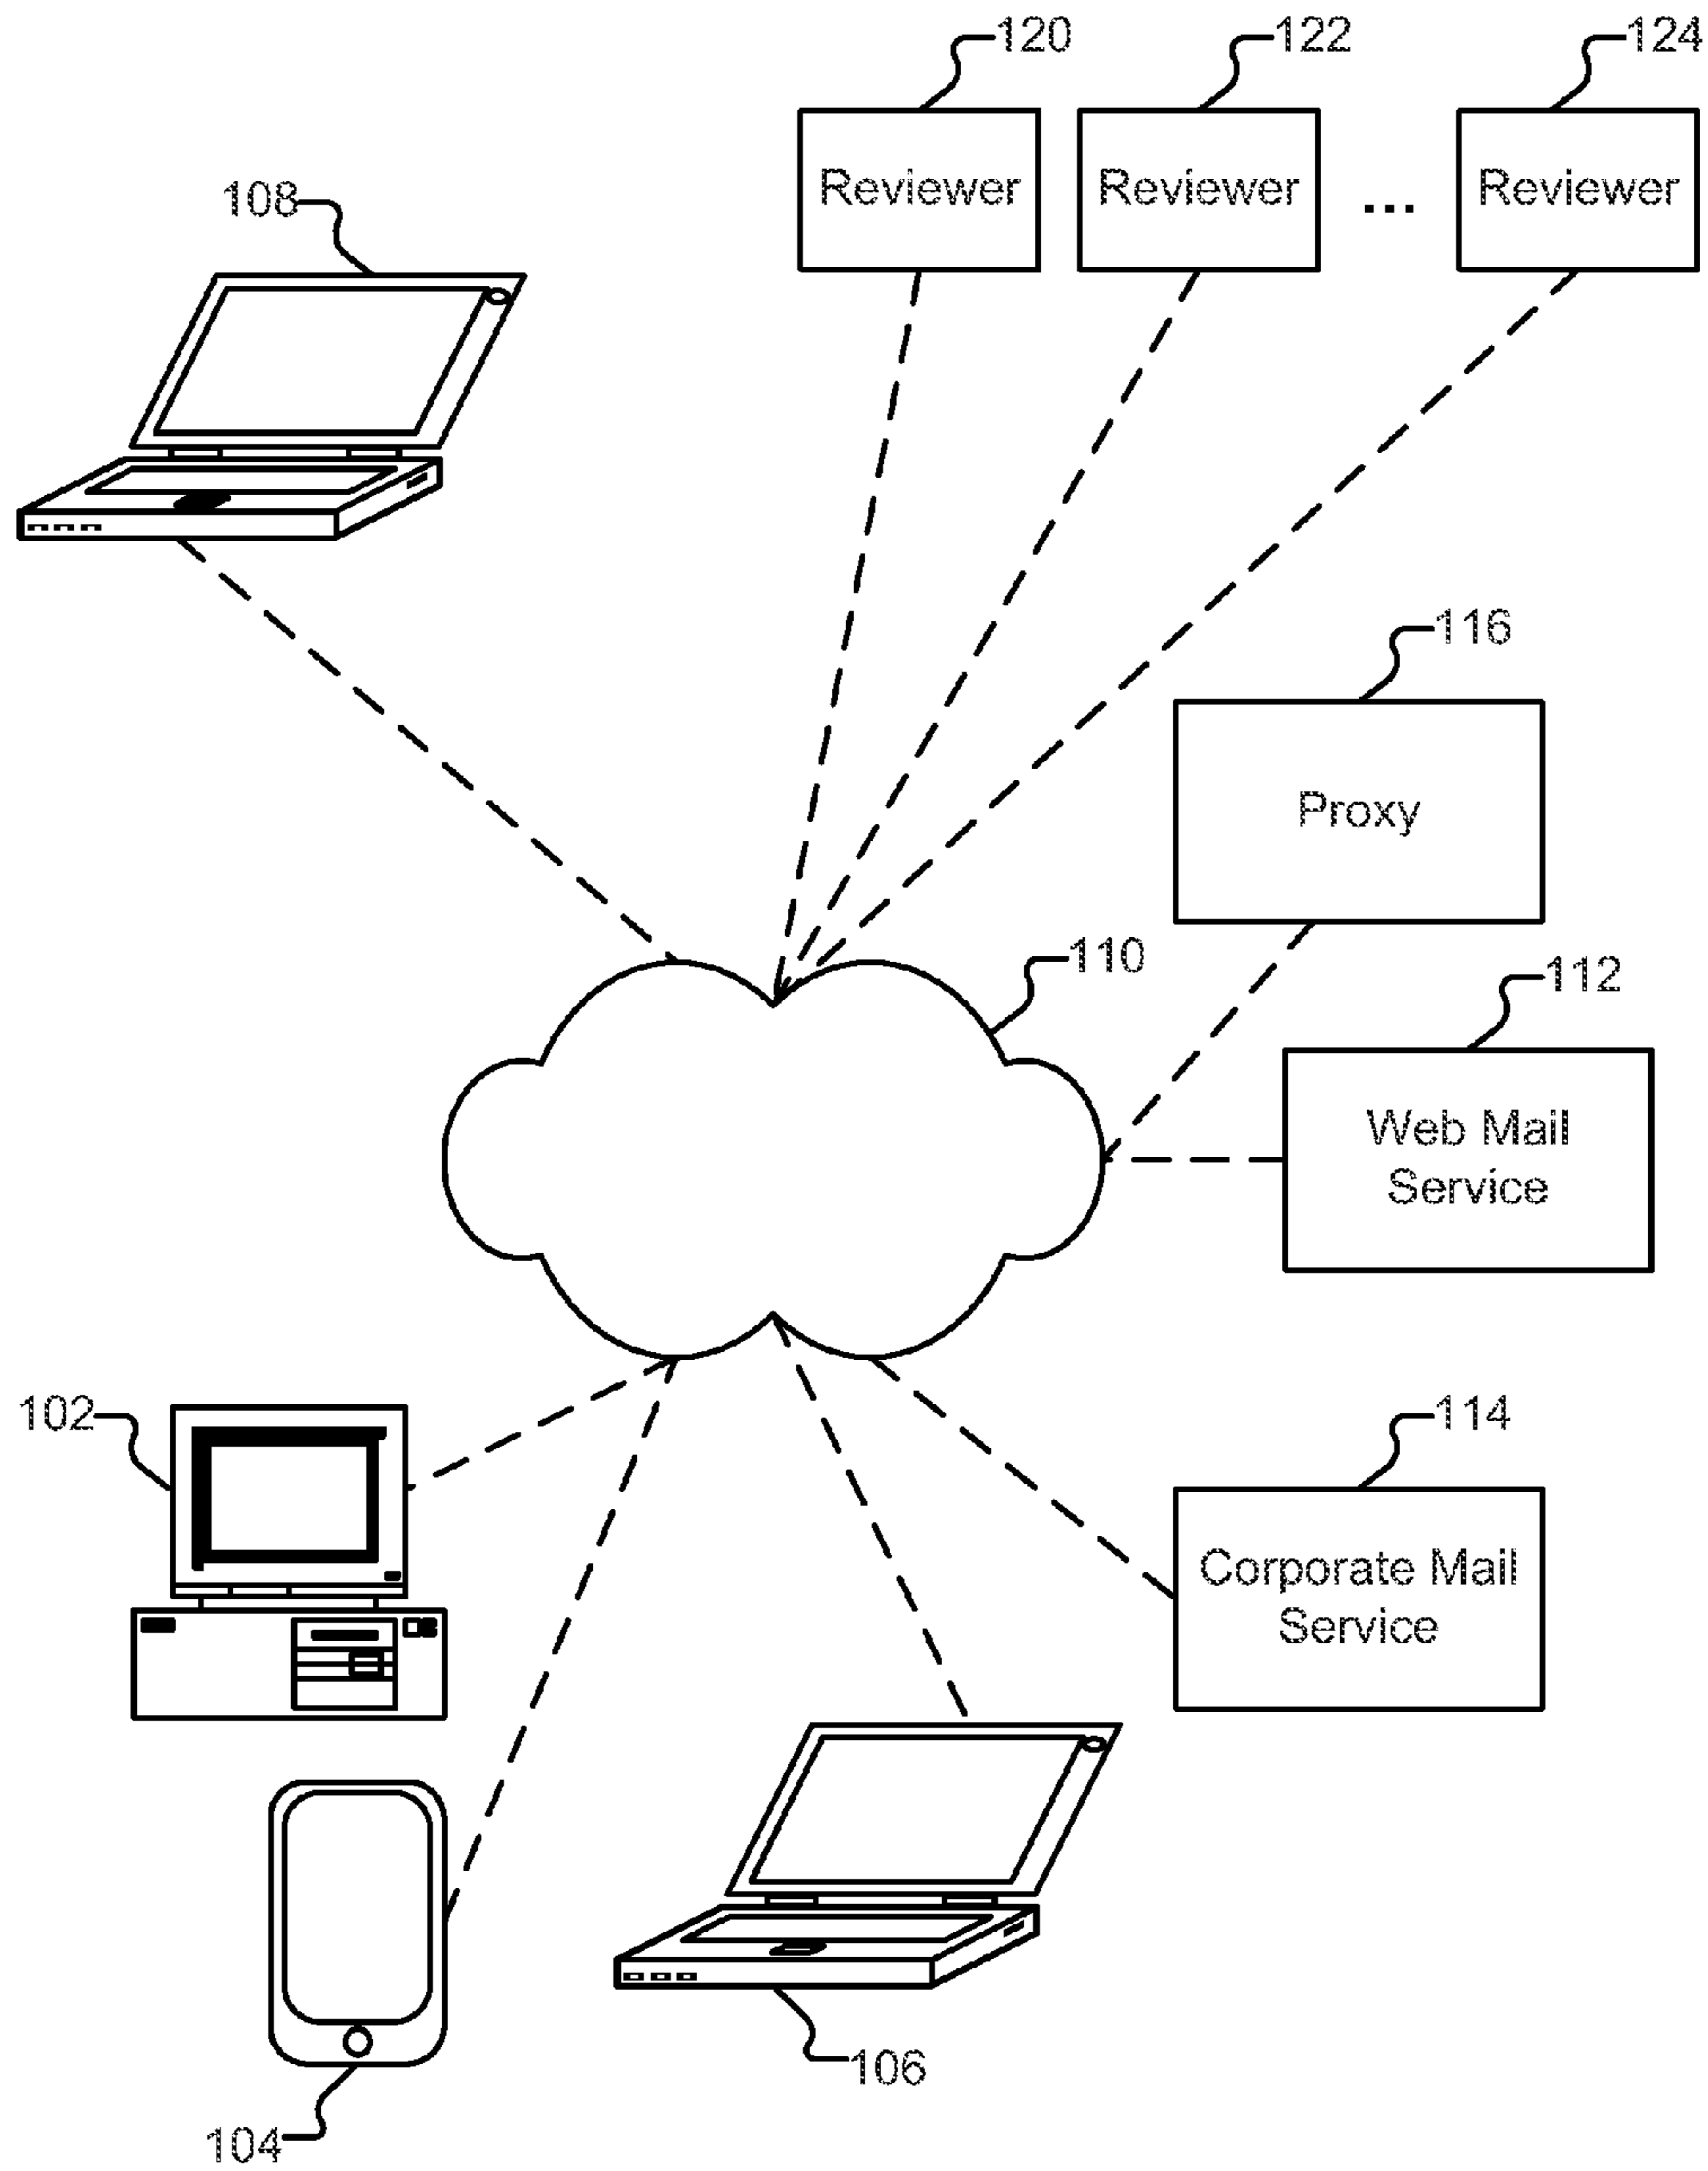 120
122
124
Reviewer
Reviewer
...
Reviewer
108
116
Proxy
110
112
Web Mail
Service
102
114
Corporate Mail
Service
106
104